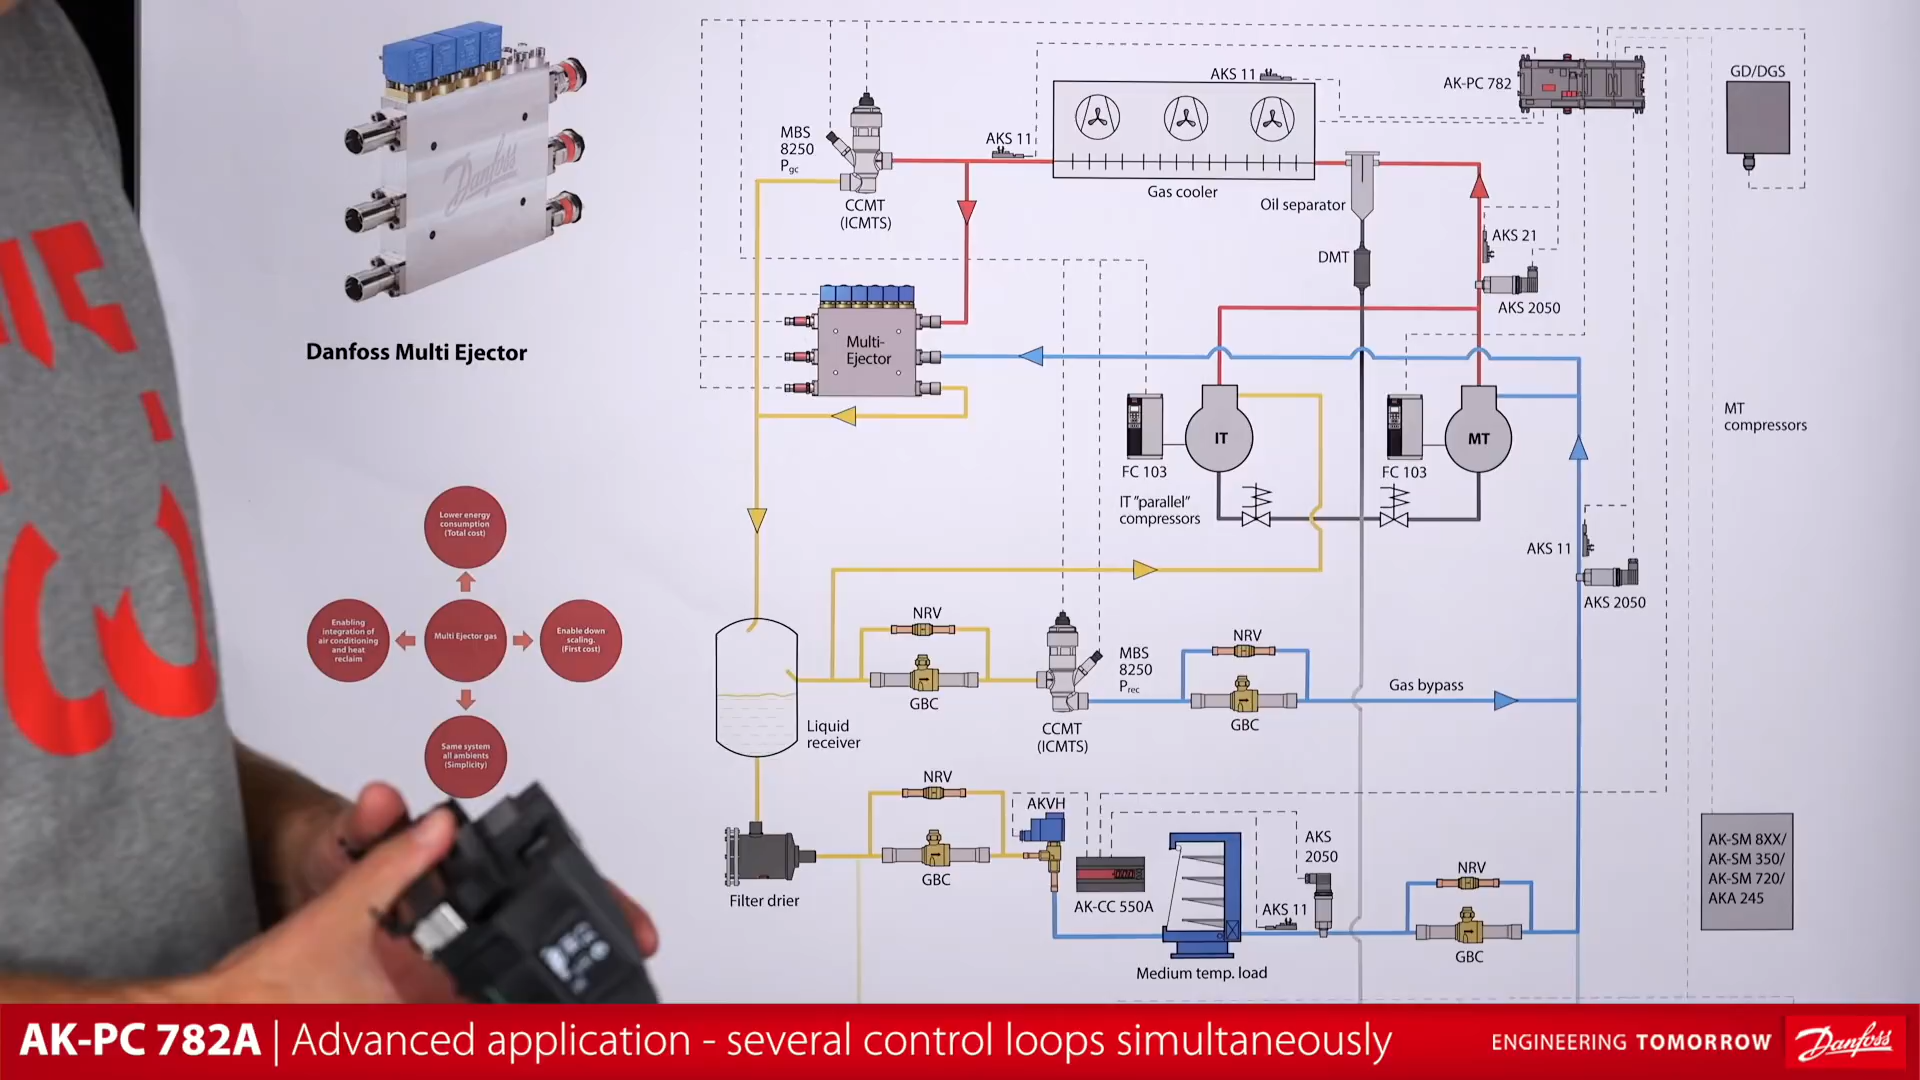 Danfoss
Danfoss Multi Ejector
Lower energy
consumption
(Total cost)
Enabling
integration of
air conditioning
and heat
reclaim
Multi Ejector gas
Enable down
scaling.
(First cost)
Same system
all ambients
(Simplicity)
MBS
8250
Pgc
CCMT
(ICMTS)
AKS 11
AKS 11
Gas cooler
Oil separator
DMT
AK-PC 782
GD/DGS
AKS 21
AKS 2050
Multi-
Ejector
FC 103
IT
FC 103
MT
IT "parallel"
compressors
MT
compressors
AKS 11
AKS 2050
NRV
GBC
Liquid
receiver
CCMT
(ICMTS)
MBS
8250
Prec
NRV
GBC
Gas bypass
Filter drier
NRV
GBC
AKVH
AK-CC 550A
Medium temp. load
AKS
2050
AKS 11
NRV
GBC
AK-SM 8XX/
AK-SM 350/
AK-SM 720/
AKA 245
AK-PC 782A | Advanced application - several control loops simultaneously
ENGINEERING TOMORROW
Danfoss